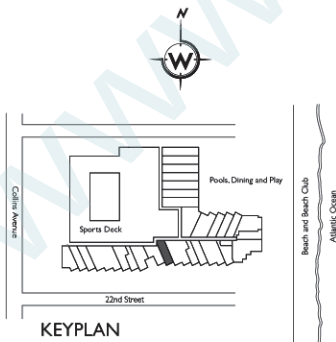 N
W
Pools, Dining and Play
Collins Avenue
Sports Deck
Beach and Beach Club
Atlantic Ocean
22nd Street
KEYPLAN